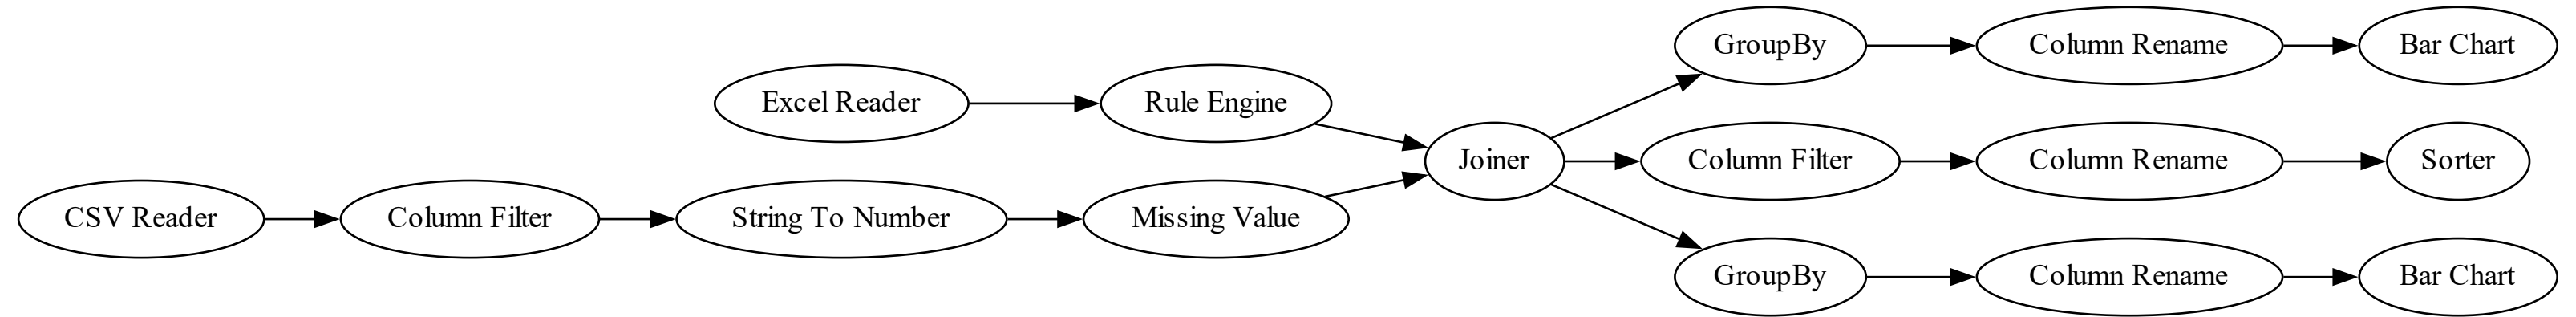 GroupBy
Column Rename
Bar Chart
Excel Reader
Rule Engine
Joiner
Column Filter
Column Rename
Sorter
CSV Reader
Column Filter
String To Number
Missing Value
GroupBy
Column Rename
Bar Chart